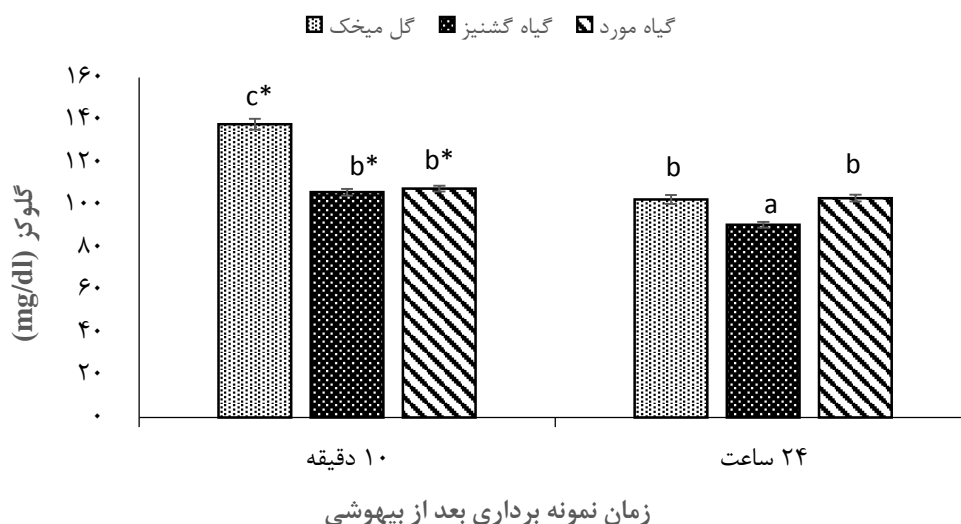 گل میخک گیاه گشنیز گیاه مورد
گلوکز (mg/dl)
۱۶۰
۱۴۰
۱۲۰
۱۰۰
۸۰
۶۰
۴۰
۲۰
۰
c*
b*
b*
b
a
b
۱۰ دقیقه
۲۴ ساعت
زمان نمونه برداری بعد از بیهوشی